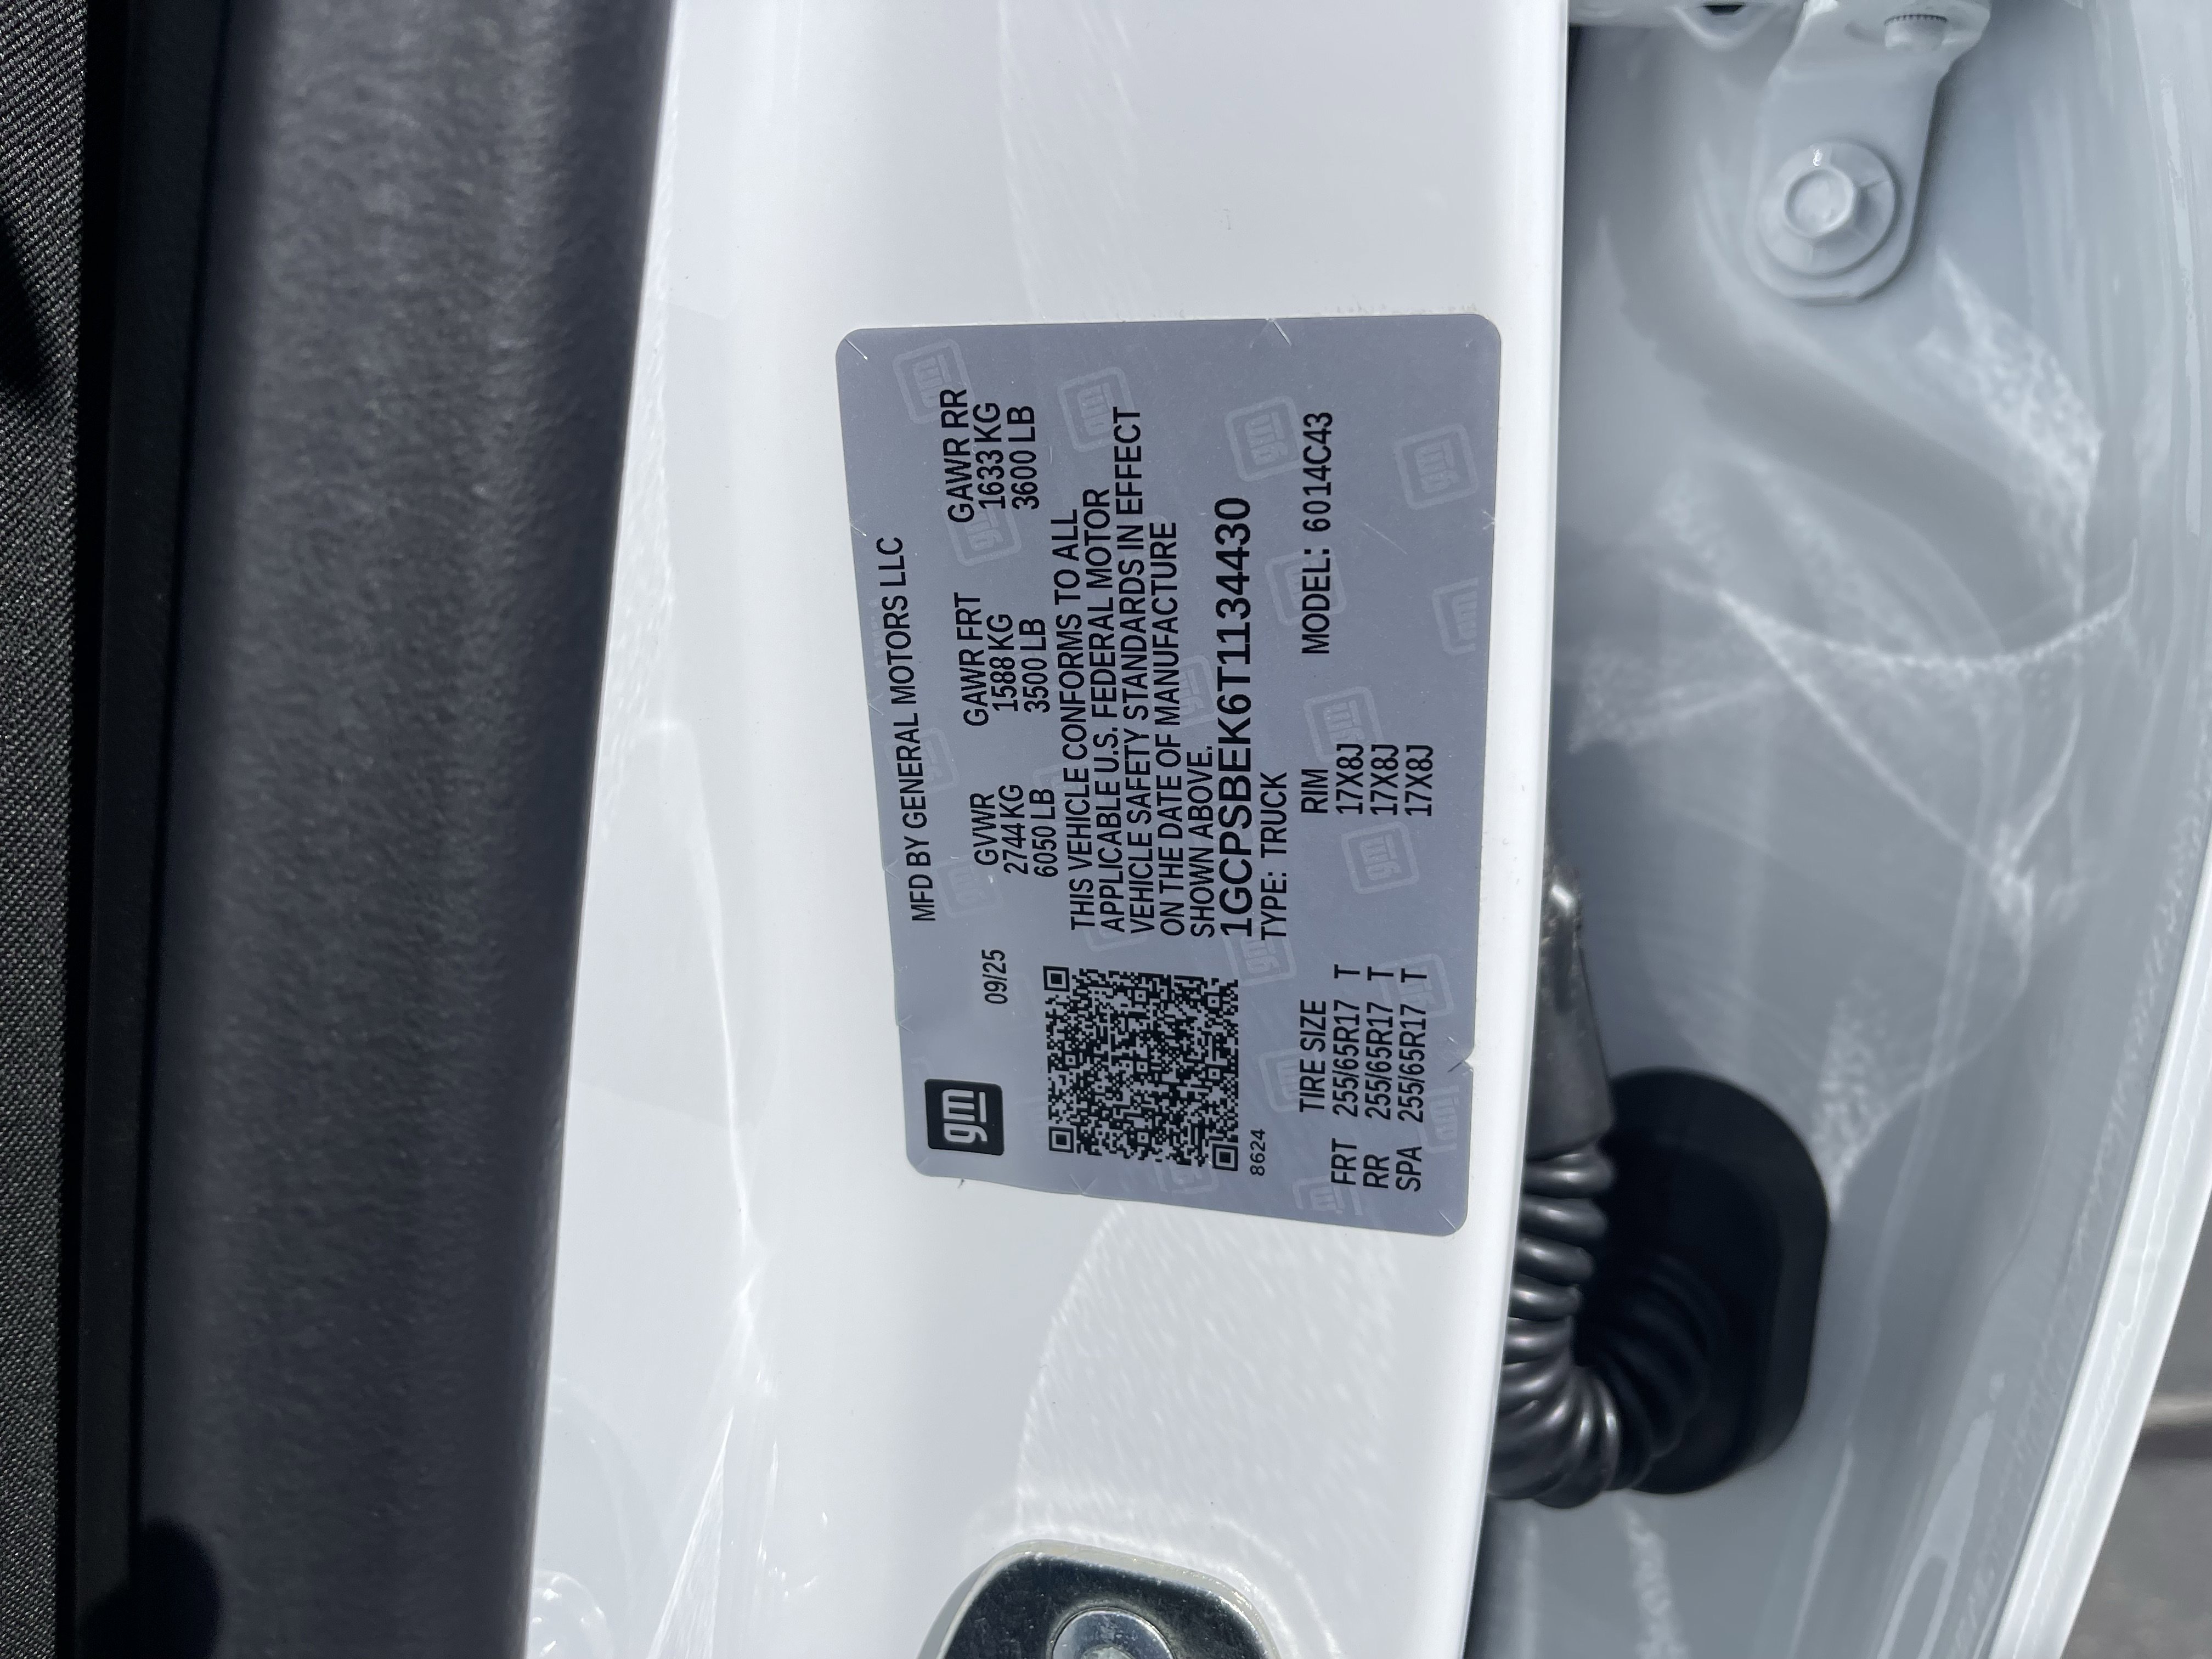 gm
MFD BY GENERAL MOTORS LLC
09/25
GVWR GAWR FRT GAWR RR
2744 KG 1588 KG 1633 KG
6050 LB 3500 LB 3600 LB
THIS VEHICLE CONFORMS TO ALL
APPLICABLE U.S. FEDERAL MOTOR
VEHICLE SAFETY STANDARDS IN EFFECT
ON THE DATE OF MANUFACTURE
SHOWN ABOVE.
1GCPSBEK6T1134430
8624
TYPE: TRUCK
TIRE SIZE RIM MODEL: 6014C43
FRT 255/65R17 T 17X8J
RR 255/65R17 T 17X8J
SPA 255/65R17 T 17X8J